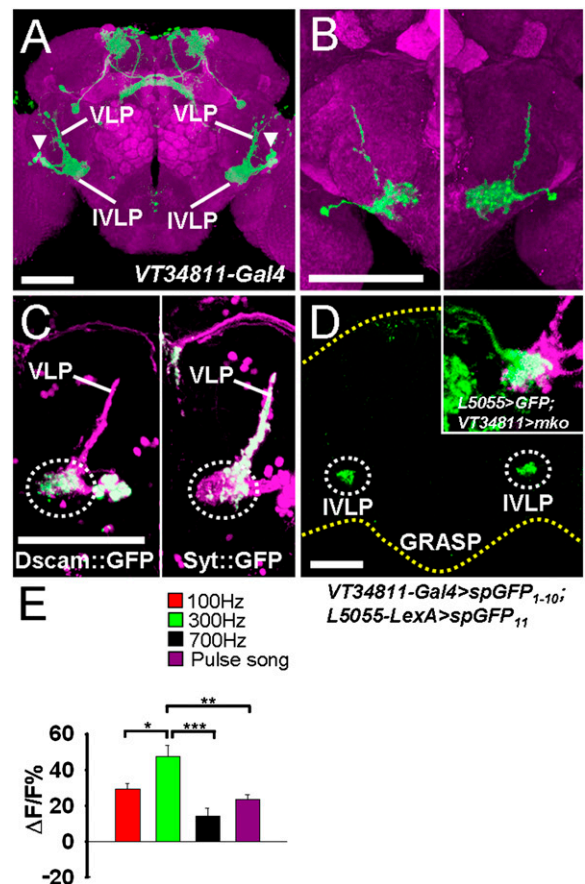 A
B
VLP VLP
IVLP IVLP
VT34811-Gal4
C
D
VLP
VLP
L5055>GFP;
VT34811>mko
IVLP IVLP
Dscam::GFP
Syt::GFP
GRASP
VT34811-Gal4>spGFP1-10;
L5055-LexA>spGFP11
E
100Hz
300Hz
700Hz
Pulse song
**
* ***
ΔF/F%
60
40
20
0
-20